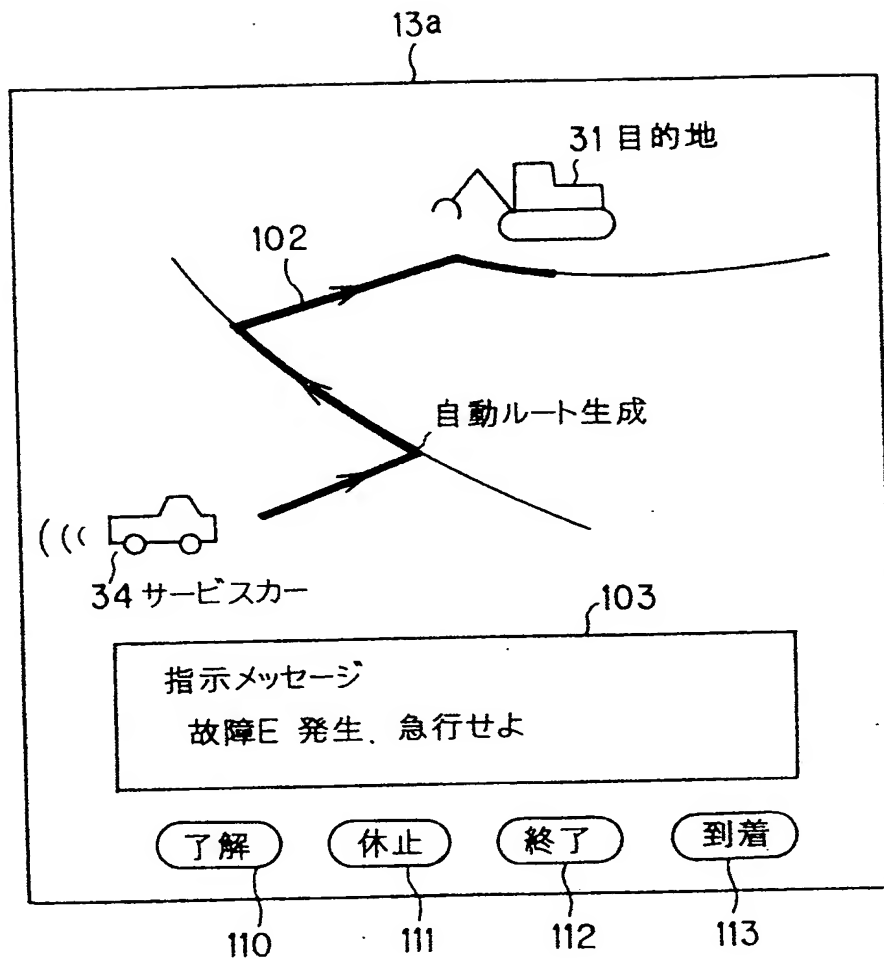 13a
31 目的地
102
自動ルート生成
34 サービスカー
103
指示メッセージ
故障E 発生、急行せよ
了解 休止 終了 到着
110 111 112 113